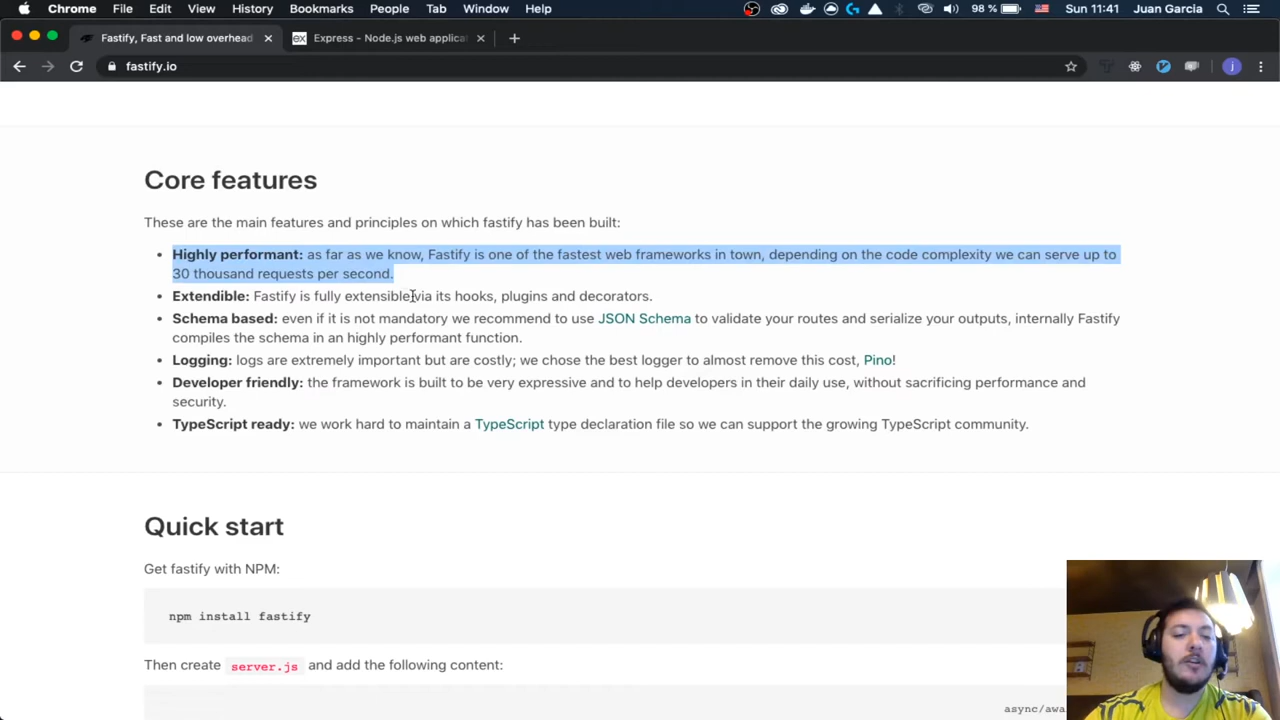 Chrome File Edit View History Bookmarks People Tab Window Help 98 % Sun 11:41 Juan Garcia
Fastify, Fast and low overhead
ex Express - Node.js web applicat
fastify.io
j
Core features
These are the main features and principles on which fastify has been built:
• Highly performant: as far as we know, Fastify is one of the fastest web frameworks in town, depending on the code complexity we can serve up to
30 thousand requests per second.
• Extendible: Fastify is fully extensible via its hooks, plugins and decorators.
• Schema based: even if it is not mandatory we recommend to use JSON Schema to validate your routes and serialize your outputs, internally Fastify
compiles the schema in an highly performant function.
• Logging: logs are extremely important but are costly; we chose the best logger to almost remove this cost, Pino!
• Developer friendly: the framework is built to be very expressive and to help developers in their daily use, without sacrificing performance and
security.
• TypeScript ready: we work hard to maintain a TypeScript type declaration file so we can support the growing TypeScript community.
Quick start
Get fastify with NPM:
npm install fastify
Then create server.js and add the following content:
async/awa